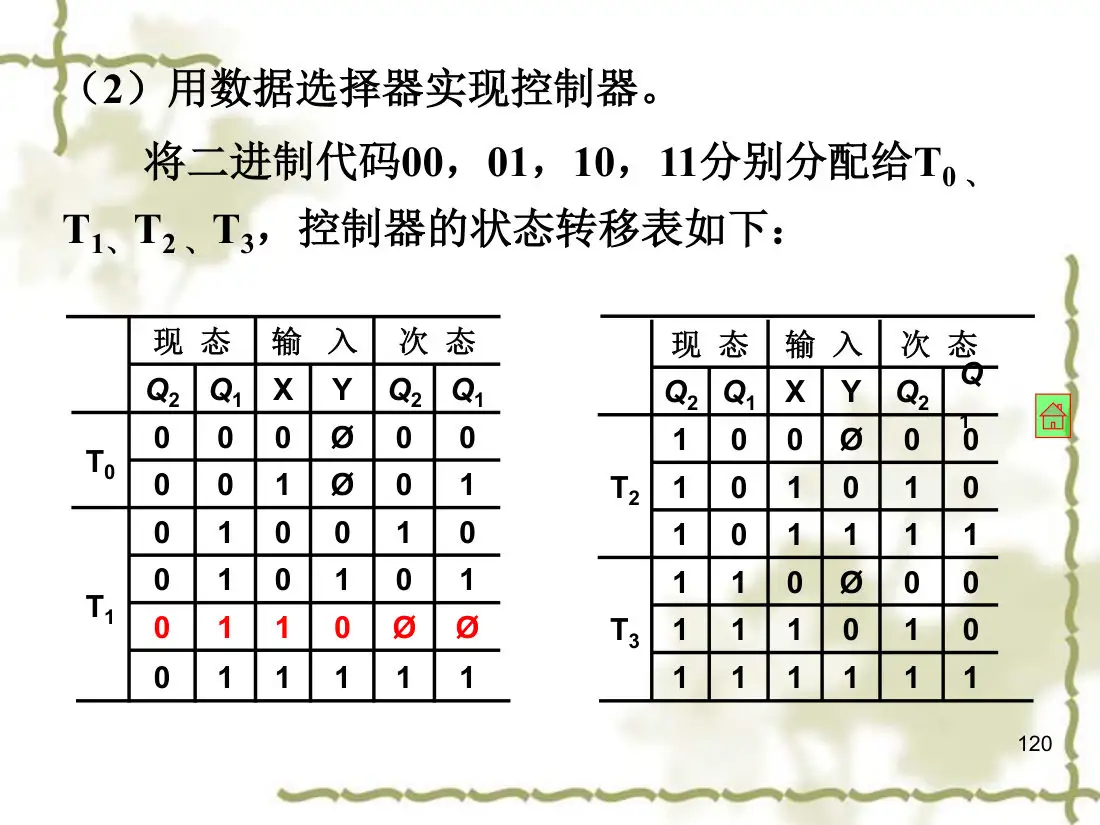 （2）用数据选择器实现控制器。
将二进制代码00，01，10，11分别分配给T0 、
T1、T2 、T3，控制器的状态转移表如下：
现 态 输 入 次 态
Q2 Q1 X Y Q2 Q1
T0
0 0 0 Ø 0 0
0 0 1 Ø 0 1
T1
0 1 0 0 1 0
0 1 0 1 0 1
0 1 1 0 Ø Ø
0 1 1 1 1 1
现 态 输 入 次 态
Q2 Q1 X Y Q2 Q1
T2
1 0 0 Ø 0 0
1 0 1 0 1 0
1 0 1 1 1 1
T3
1 1 0 Ø 0 0
1 1 1 0 1 0
1 1 1 1 1 1
120